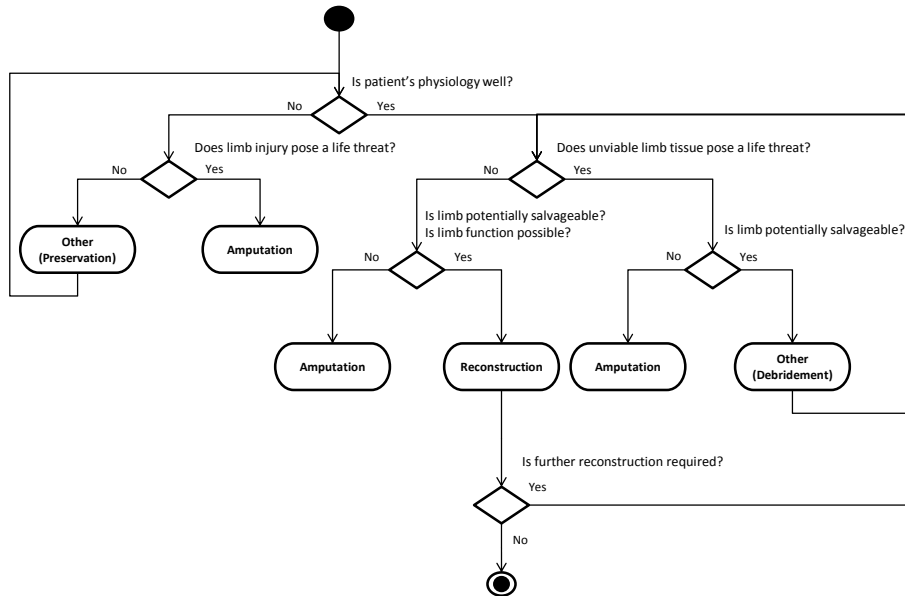 Is patient's physiology well?
No
Yes
Does limb injury pose a life threat?
Does unviable limb tissue pose a life threat?
No
Yes
No
Yes
Is limb potentially salvageable?
Is limb function possible?
Is limb potentially salvageable?
Other
(Preservation)
Amputation
No
Yes
No
Yes
Amputation
Reconstruction
Amputation
Other
(Debridement)
Is further reconstruction required?
Yes
No